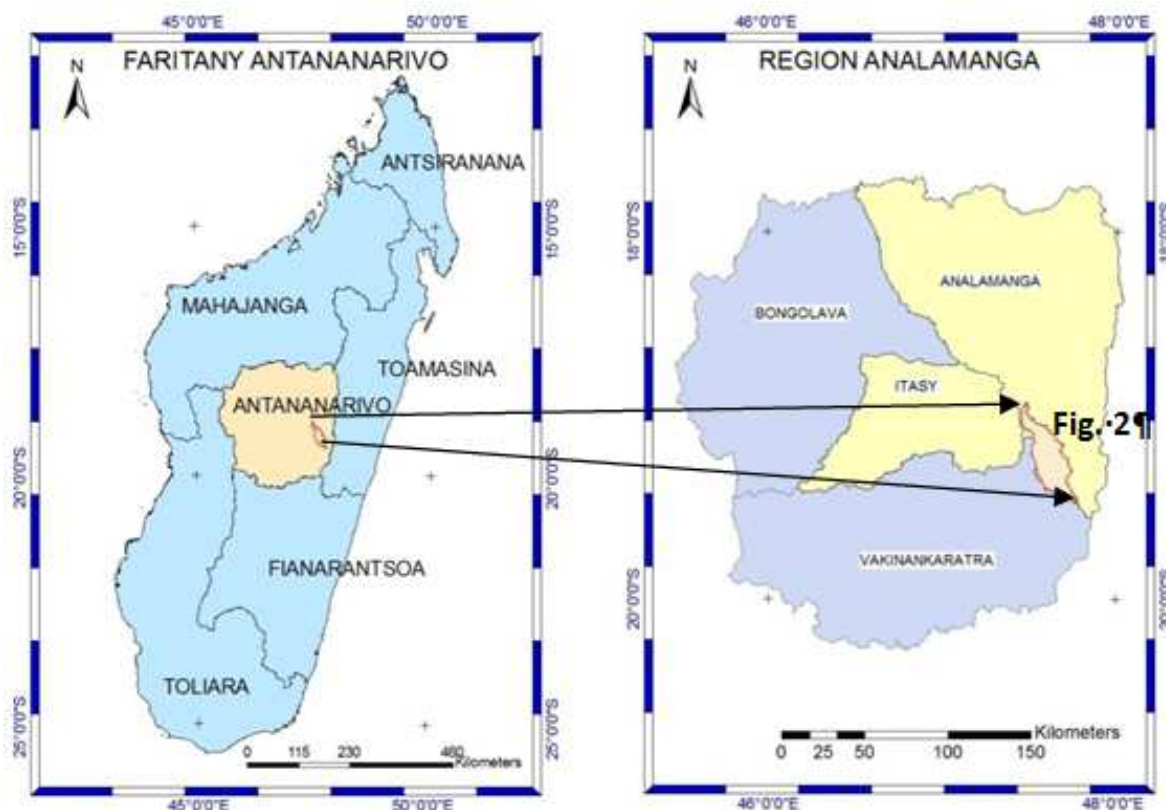 45°0'0"E
50°0'0"E
FARITANY ANTANANARIVO
N
ANTSIRANANA
15°0'0"S
15°0'0"S
MAHAJANGA
TOAMASINA
ANTANANARIVO
20°0'0"S
20°0'0"S
FIANARANTSOA
TOLIARA
25°0'0"S
25°0'0"S
0 115 230 460
Kilometers
45°0'0"E
50°0'0"E
46°0'0"E
48°0'0"E
REGION ANALAMANGA
N
18°0'0"S
18°0'0"S
ANALAMANGA
BONGOLAVA
ITASY
Fig.·2¶
VAKINANKARATRA
20°0'0"S
20°0'0"S
Kilometers
0 25 50 100 150
46°0'0"E
48°0'0"E